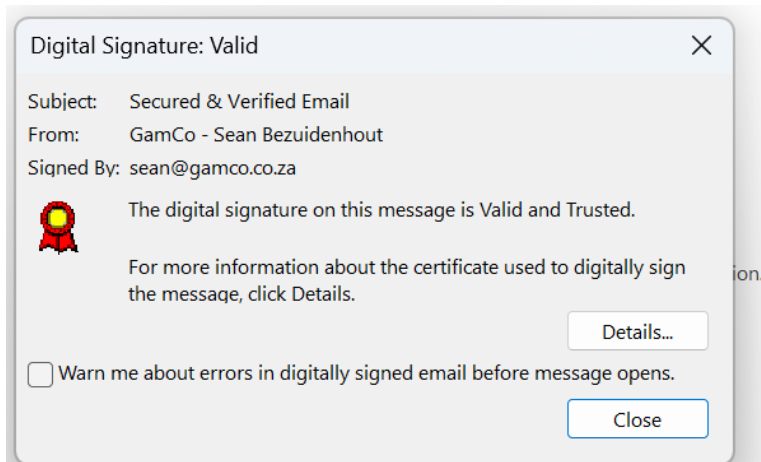 Digital Signature: Valid
Subject: Secured & Verified Email
From: GamCo - Sean Bezuidenhout
Signed By: sean@gamco.co.za
The digital signature on this message is Valid and Trusted.
For more information about the certificate used to digitally sign
the message, click Details.
ion.
Details...
Warn me about errors in digitally signed email before message opens.
Close